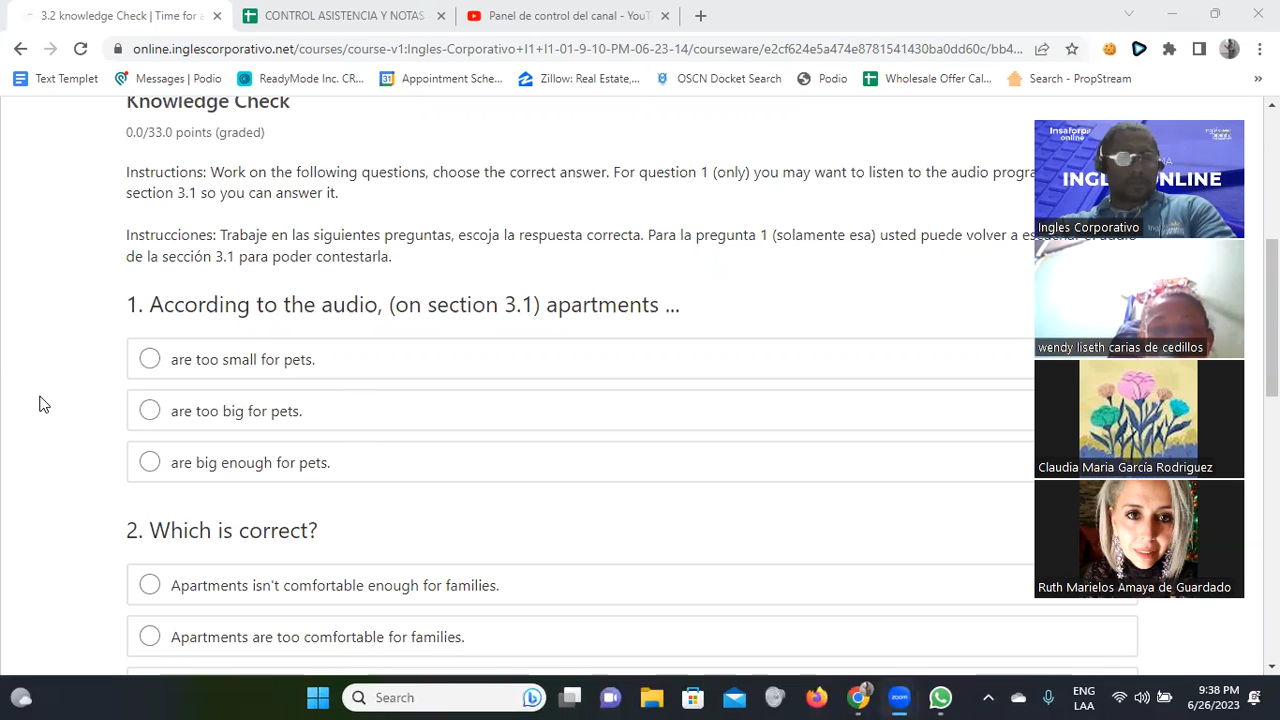 3.2 knowledge Check | Time for a
CONTROL ASISTENCIA Y NOTAS
Panel de control del canal - YouT
online.inglescorporativo.net/courses/course-v1:Ingles-Corporativo+I1+I1-01-9-10-PM-06-23-14/courseware/e2cf624e5a474e8781541430ba0dd60c/bb4...
Text Templet
Messages | Podio
ReadyMode Inc. CR...
Appointment Sche...
Zillow: Real Estate,...
OSCN Docket Search
Podio
Wholesale Offer Cal...
Search - PropStream
Knowledge Check
0.0/33.0 points (graded)
Instructions: Work on the following questions, choose the correct answer. For question 1 (only) you may want to listen to the audio progra
section 3.1 so you can answer it.
Instrucciones: Trabaje en las siguientes preguntas, escoja la respuesta correcta. Para la pregunta 1 (solamente esa) usted puede volver a
de la sección 3.1 para poder contestarla.
1. According to the audio, (on section 3.1) apartments ...
are too small for pets.
are too big for pets.
are big enough for pets.
2. Which is correct?
Apartments isn't comfortable enough for families.
Apartments are too comfortable for families.
Insaforp
online
INGL NLINE
Ingles Corporativo
wendy liseth carias de cedillos
Claudia Maria García Rodriguez
Ruth Marielos Amaya de Guardado
Search
ENG
LAA
9:38 PM
6/26/2023